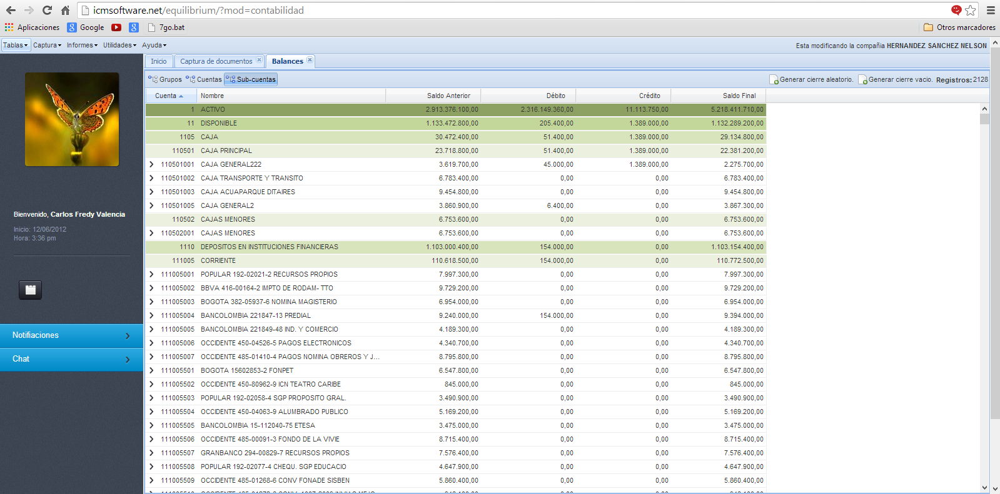 icmsoftware.net/equilibrium/?mod=contabilidad
Aplicaciones Google 7go.bat Otros marcadores
Tablas Captura Informes Utilidades Ayuda Esta modificando la compañia HERNANDEZ SANCHEZ NELSON
Inicio Captura de documentos Balances
Grupos Cuentas Sub-cuentas Generar cierre aleatorio. Generar cierre vacio. Registros: 2128
Cuenta Nombre Saldo Anterior Débito Crédito Saldo Final
1 ACTIVO 2.913.376.100,00 2.316.149.360,00 11.113.750,00 5.218.411.710,00
11 DISPONIBLE 1.133.472.800,00 205.400,00 1.389.000,00 1.132.289.200,00
1105 CAJA 30.472.400,00 51.400,00 1.389.000,00 29.134.800,00
110501 CAJA PRINCIPAL 23.718.800,00 51.400,00 1.389.000,00 22.381.200,00
110501001 CAJA GENERAL222 3.619.700,00 45.000,00 1.389.000,00 2.275.700,00
110501002 CAJA TRANSPORTE Y TRANSITO 6.783.400,00 0,00 0,00 6.783.400,00
110501003 CAJA ACUAPARQUE DITAIRES 9.454.800,00 0,00 0,00 9.454.800,00
110501005 CAJA GENERAL2 3.860.900,00 6.400,00 0,00 3.867.300,00
110502 CAJAS MENORES 6.753.600,00 0,00 0,00 6.753.600,00
110502001 CAJAS MENORES 6.753.600,00 0,00 0,00 6.753.600,00
1110 DEPOSITOS EN INSTITUCIONES FINANCIERAS 1.103.000.400,00 154.000,00 0,00 1.103.154.400,00
111005 CORRIENTE 110.618.500,00 154.000,00 0,00 110.772.500,00
111005001 POPULAR 192-02021-2 RECURSOS PROPIOS 7.997.300,00 0,00 0,00 7.997.300,00
111005002 BBVA 416-00164-2 IMPTO DE RODAM- TTO 9.729.200,00 0,00 0,00 9.729.200,00
111005003 BOGOTA 382-05937-6 NOMINA MAGISTERIO 6.954.000,00 0,00 0,00 6.954.000,00
111005004 BANCOLOMBIA 221847-13 PREDIAL 9.240.000,00 154.000,00 0,00 9.394.000,00
111005005 BANCOLOMBIA 221849-48 IND. Y COMERCIO 4.189.300,00 0,00 0,00 4.189.300,00
111005006 OCCIDENTE 450-04526-5 PAGOS ELECTRONICOS 4.340.700,00 0,00 0,00 4.340.700,00
111005007 OCCIDENTE 485-01410-4 PAGOS NOMINA OBREROS Y J... 8.795.800,00 0,00 0,00 8.795.800,00
111005501 BOGOTA 15602853-2 FONPET 6.547.800,00 0,00 0,00 6.547.800,00
111005502 OCCIDENTE 450-80962-9 ICN TEATRO CARIBE 845.000,00 0,00 0,00 845.000,00
111005503 POPULAR 192-02058-4 SGP PROPOSITO GRAL. 3.490.900,00 0,00 0,00 3.490.900,00
111005504 OCCIDENTE 450-04063-9 ALUMBRADO PUBLICO 5.169.200,00 0,00 0,00 5.169.200,00
111005505 BANCOLOMBIA 15-112040-75 ETESA 3.475.000,00 0,00 0,00 3.475.000,00
111005506 OCCIDENTE 485-00091-3 FONDO DE LA VIVIE 8.715.400,00 0,00 0,00 8.715.400,00
111005507 GRANBANCO 294-00829-7 RECURSOS PROPIOS 7.576.400,00 0,00 0,00 7.576.400,00
111005508 POPULAR 192-02077-4 CHEQU. SGP EDUCACIO 4.647.900,00 0,00 0,00 4.647.900,00
111005509 OCCIDENTE 485-01268-6 CONV FONADE SISBEN 5.860.400,00 0,00 0,00 5.860.400,00
Bienvenido, Carlos Fredy Valencia
Inicio: 12/06/2012
Hora: 3:36 pm
Notifiaciones
Chat